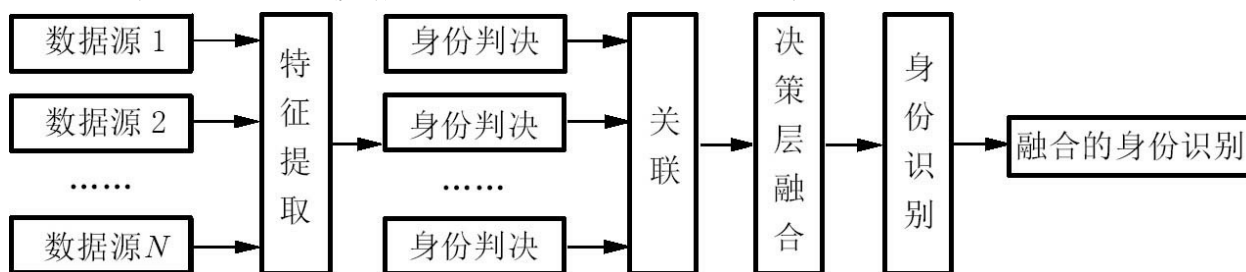 数据源1
数据源2
……
数据源N
特征提取
身份判决
身份判决
……
身份判决
关联
决策层融合
身份识别
融合的身份识别